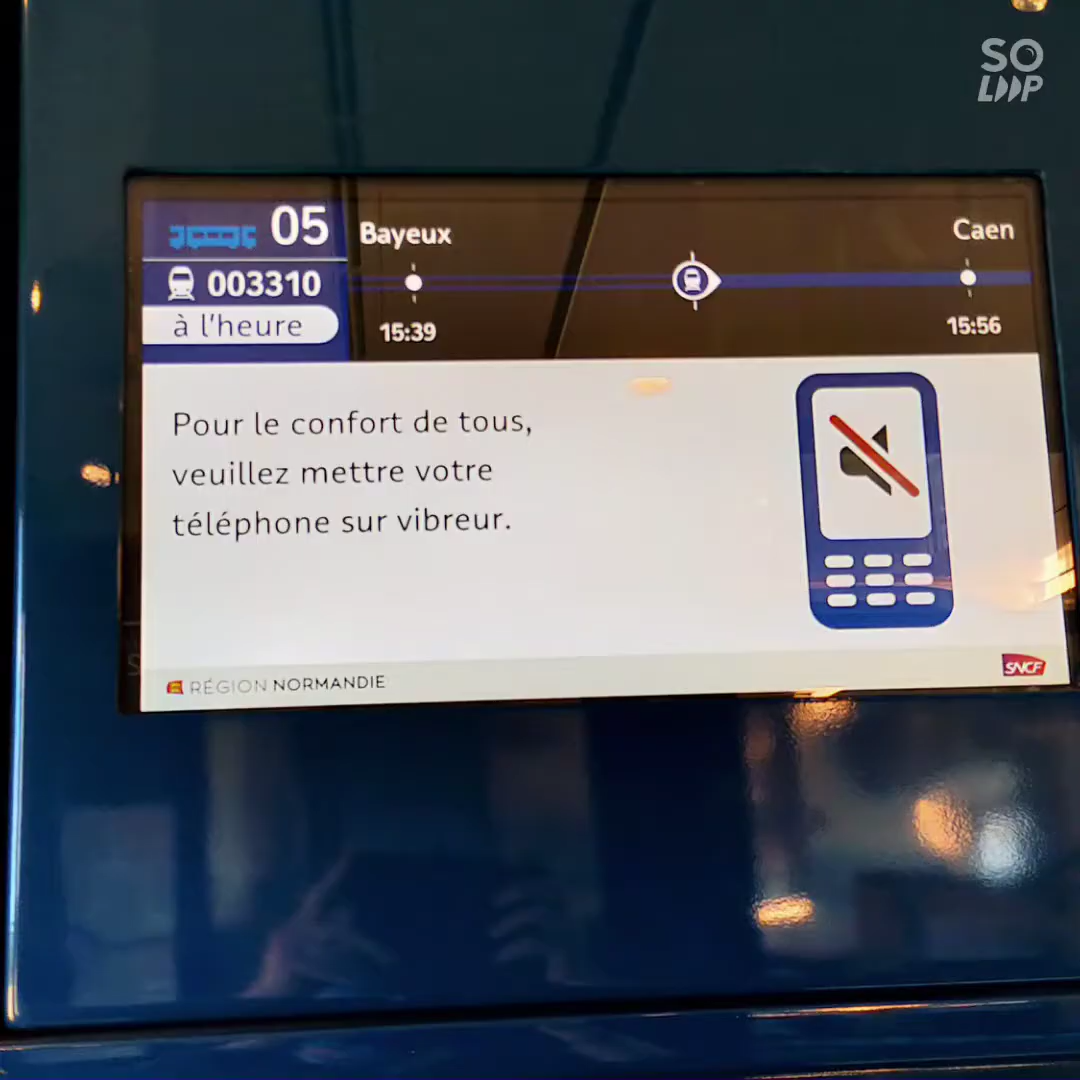 SO
LOOP
05
Bayeux
Caen
003310
à l'heure
15:39
15:56
Pour le confort de tous,
veuillez mettre votre
téléphone sur vibreur.
RÉGION NORMANDIE
SNCF